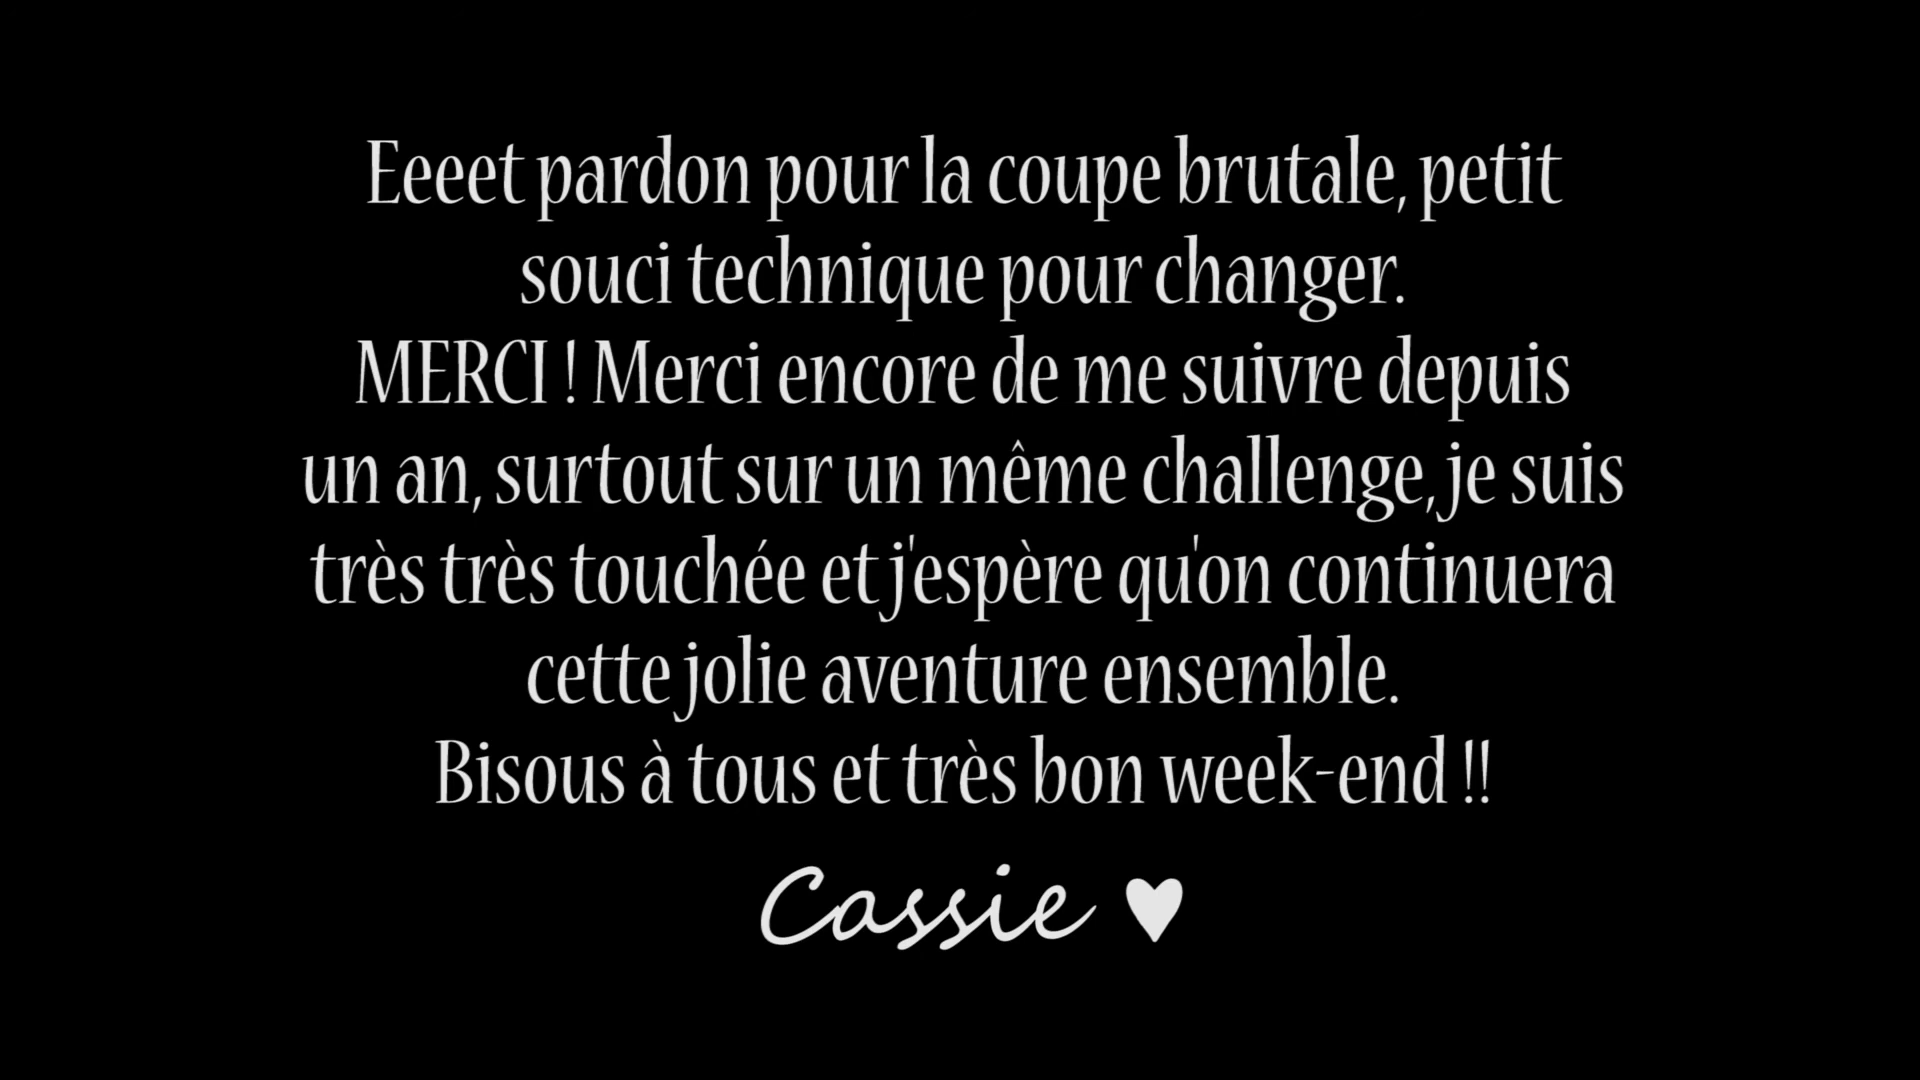 Eeeet pardon pour la coupe brutale, petit
souci technique pour changer.
MERCI ! Merci encore de me suivre depuis
un an, surtout sur un même challenge, je suis
très très touchée et j'espère qu'on continuera
cette jolie aventure ensemble.
Bisous à tous et très bon week-end !!
Cassie ♥